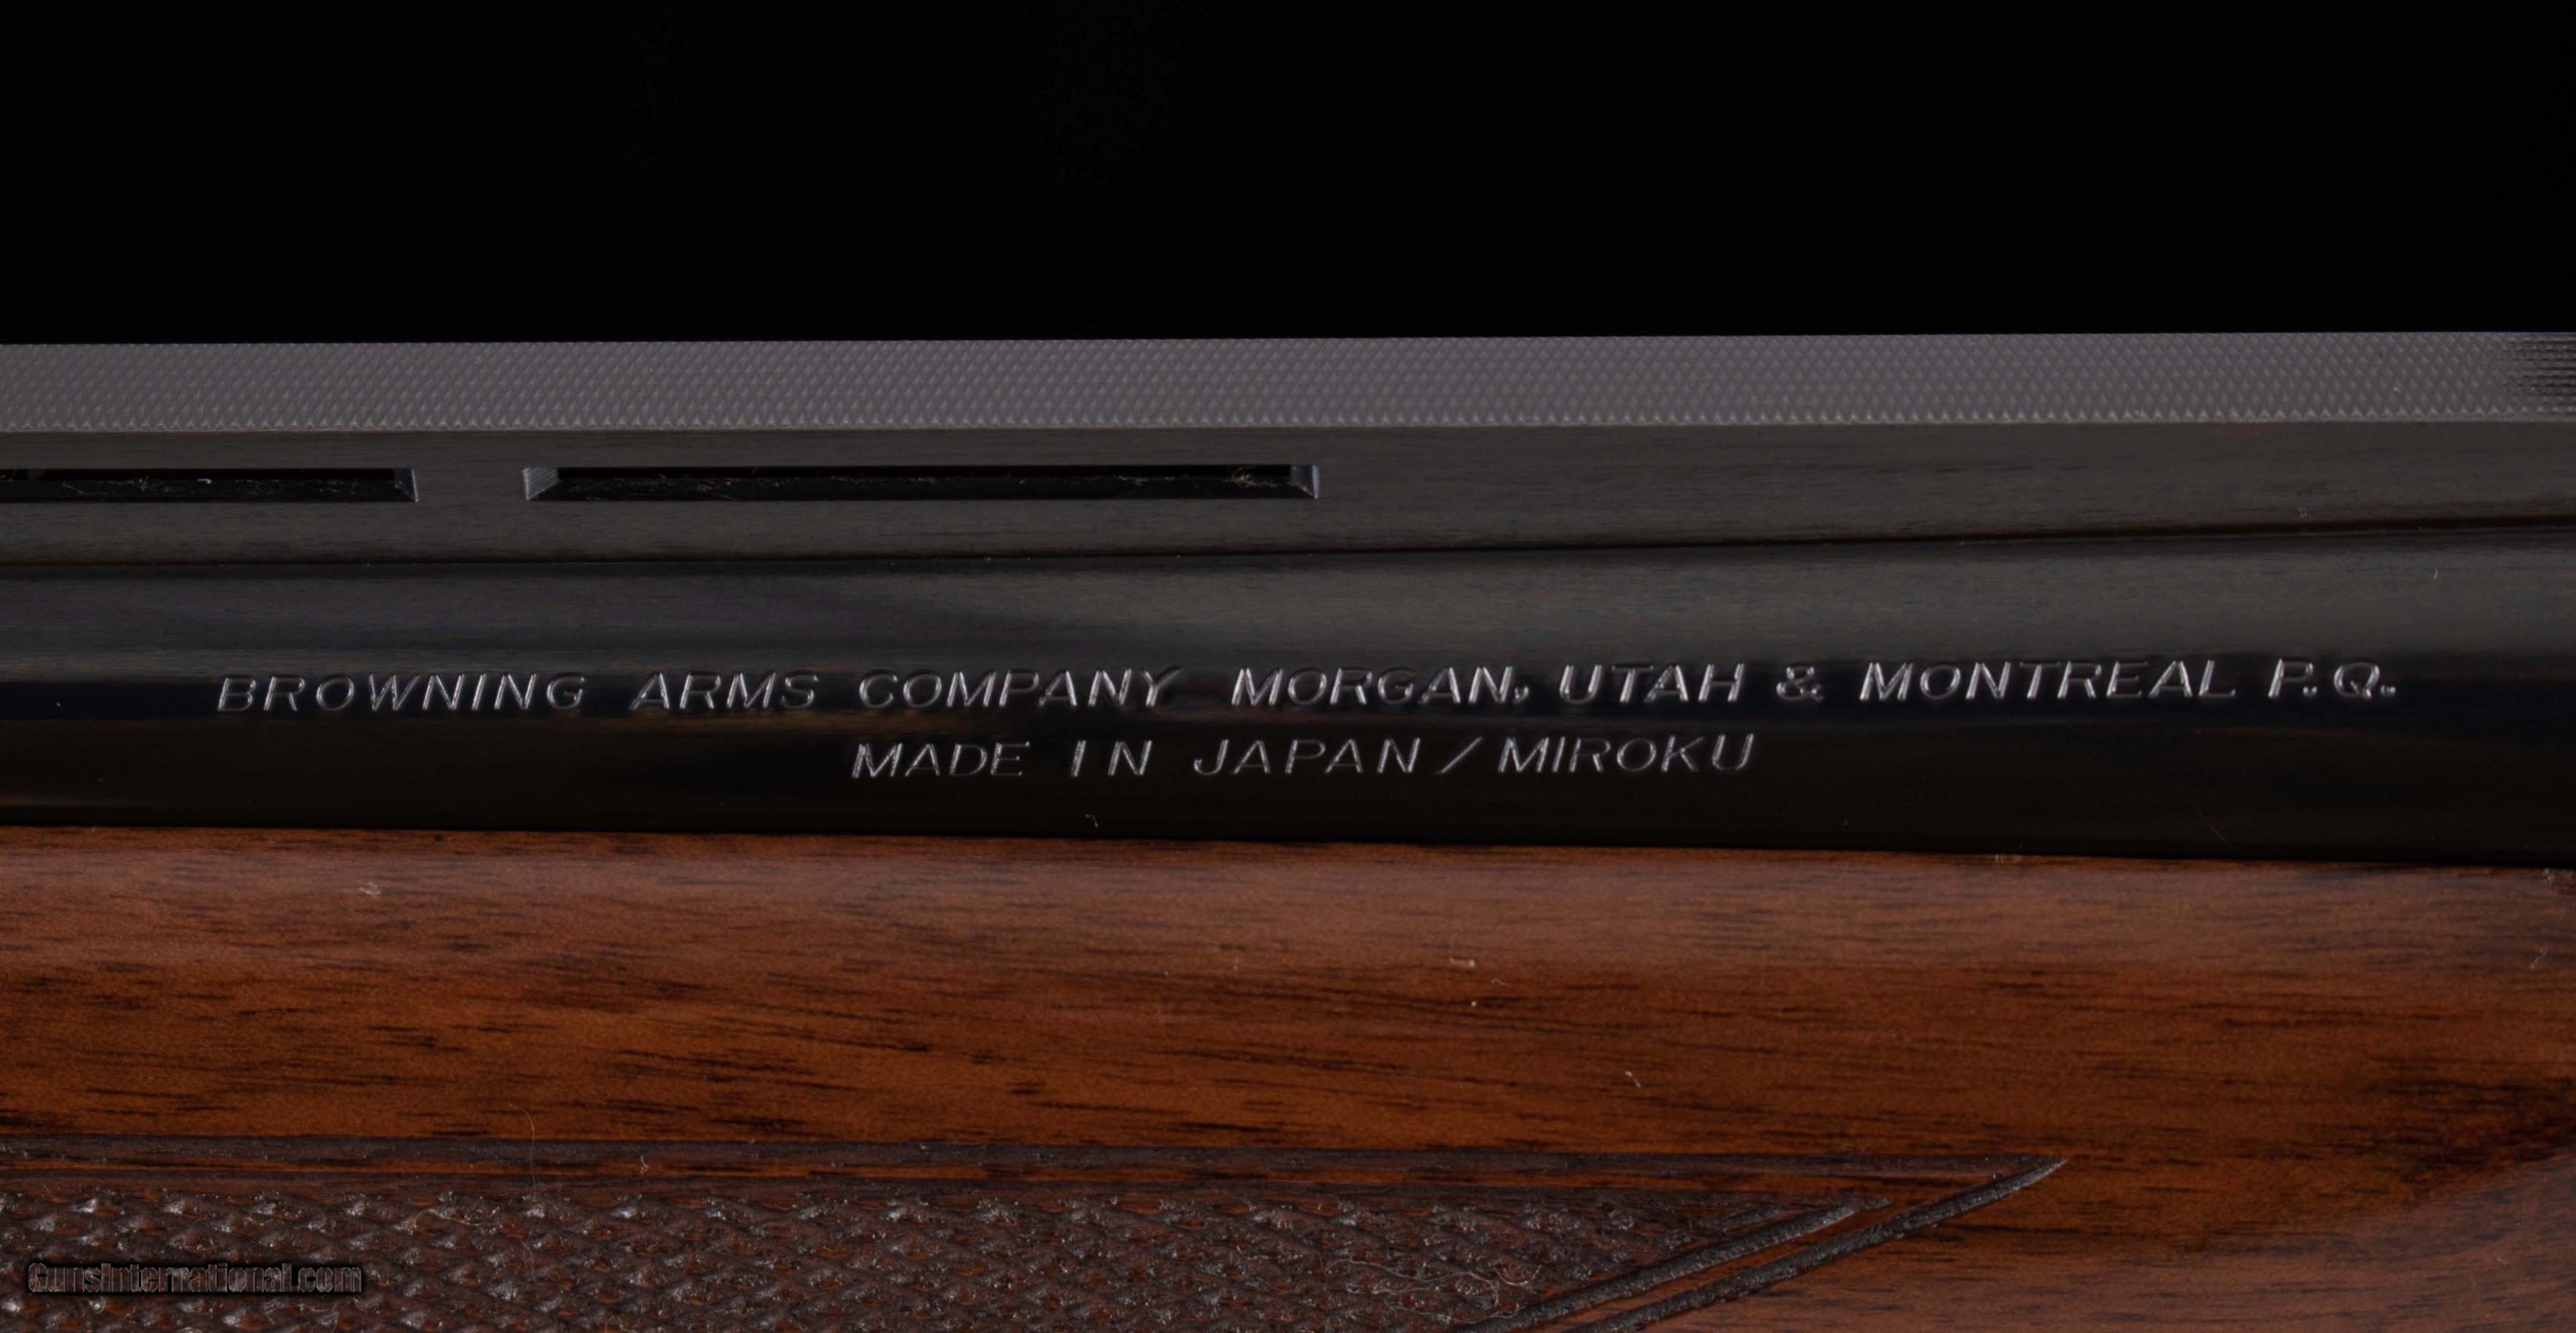 BROWNING ARMS COMPANY MORGAN, UTAH & MONTREAL P.Q.
MADE IN JAPAN/MIROKU
GunsInternational.com